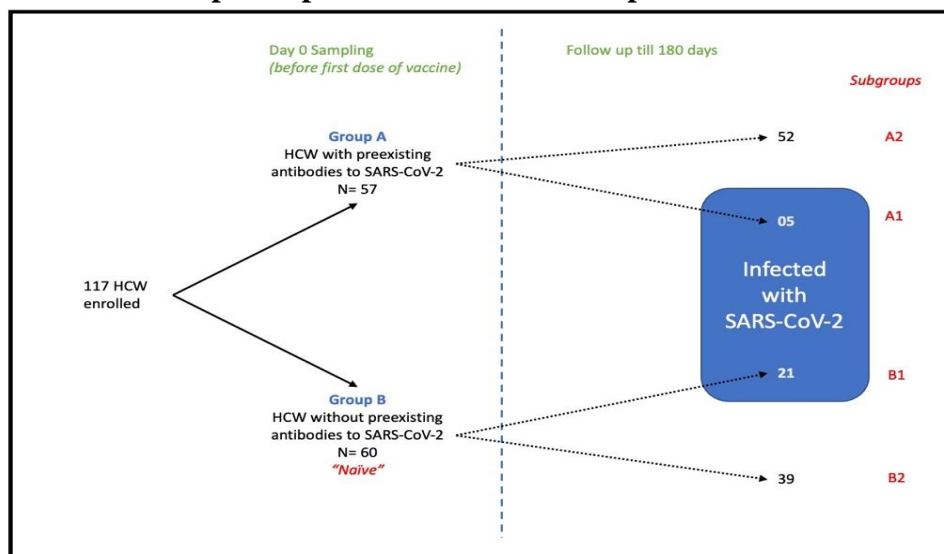 Day 0 Sampling
(before first dose of vaccine)
Follow up till 180 days
Subgroups
Group A
HCW with preexisting
antibodies to SARS-CoV-2
N= 57
52
A2
05
A1
117 HCW
enrolled
Infected
with
SARS-CoV-2
21
B1
Group B
HCW without preexisting
antibodies to SARS-CoV-2
N= 60
"Naïve"
39
B2